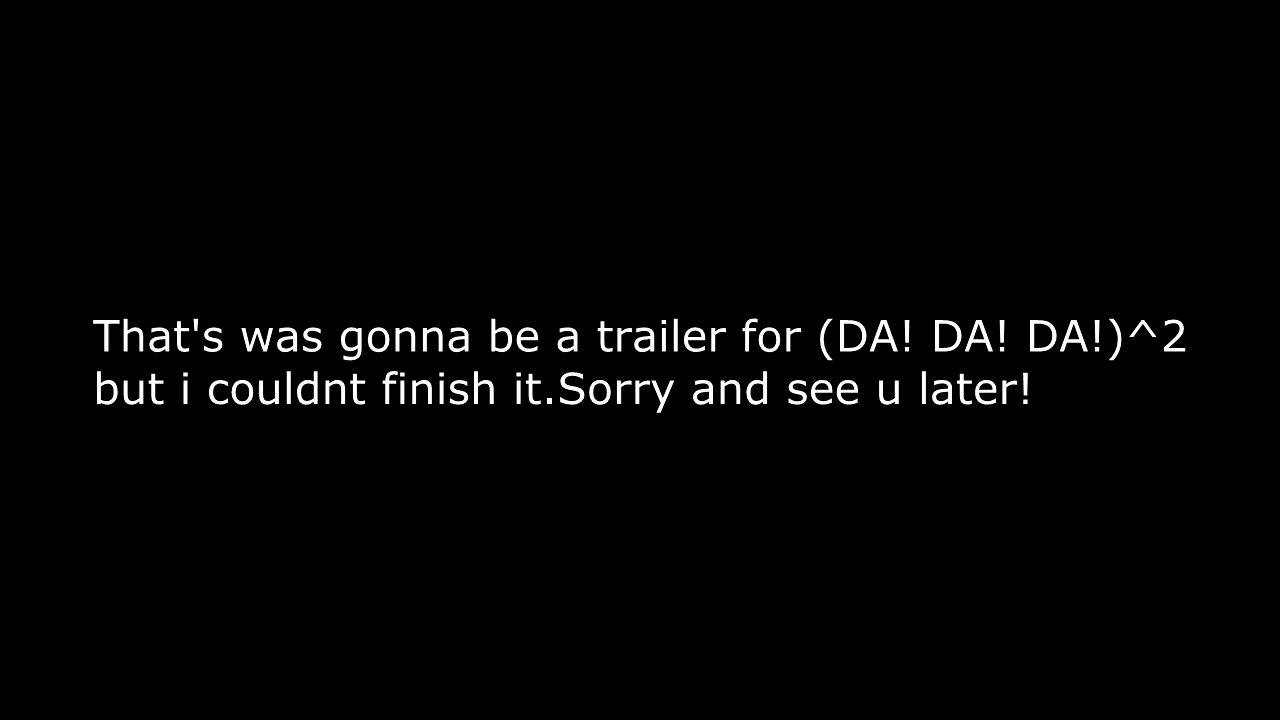 That's was gonna be a trailer for (DA! DA! DA!)^2
but i couldnt finish it.Sorry and see u later!